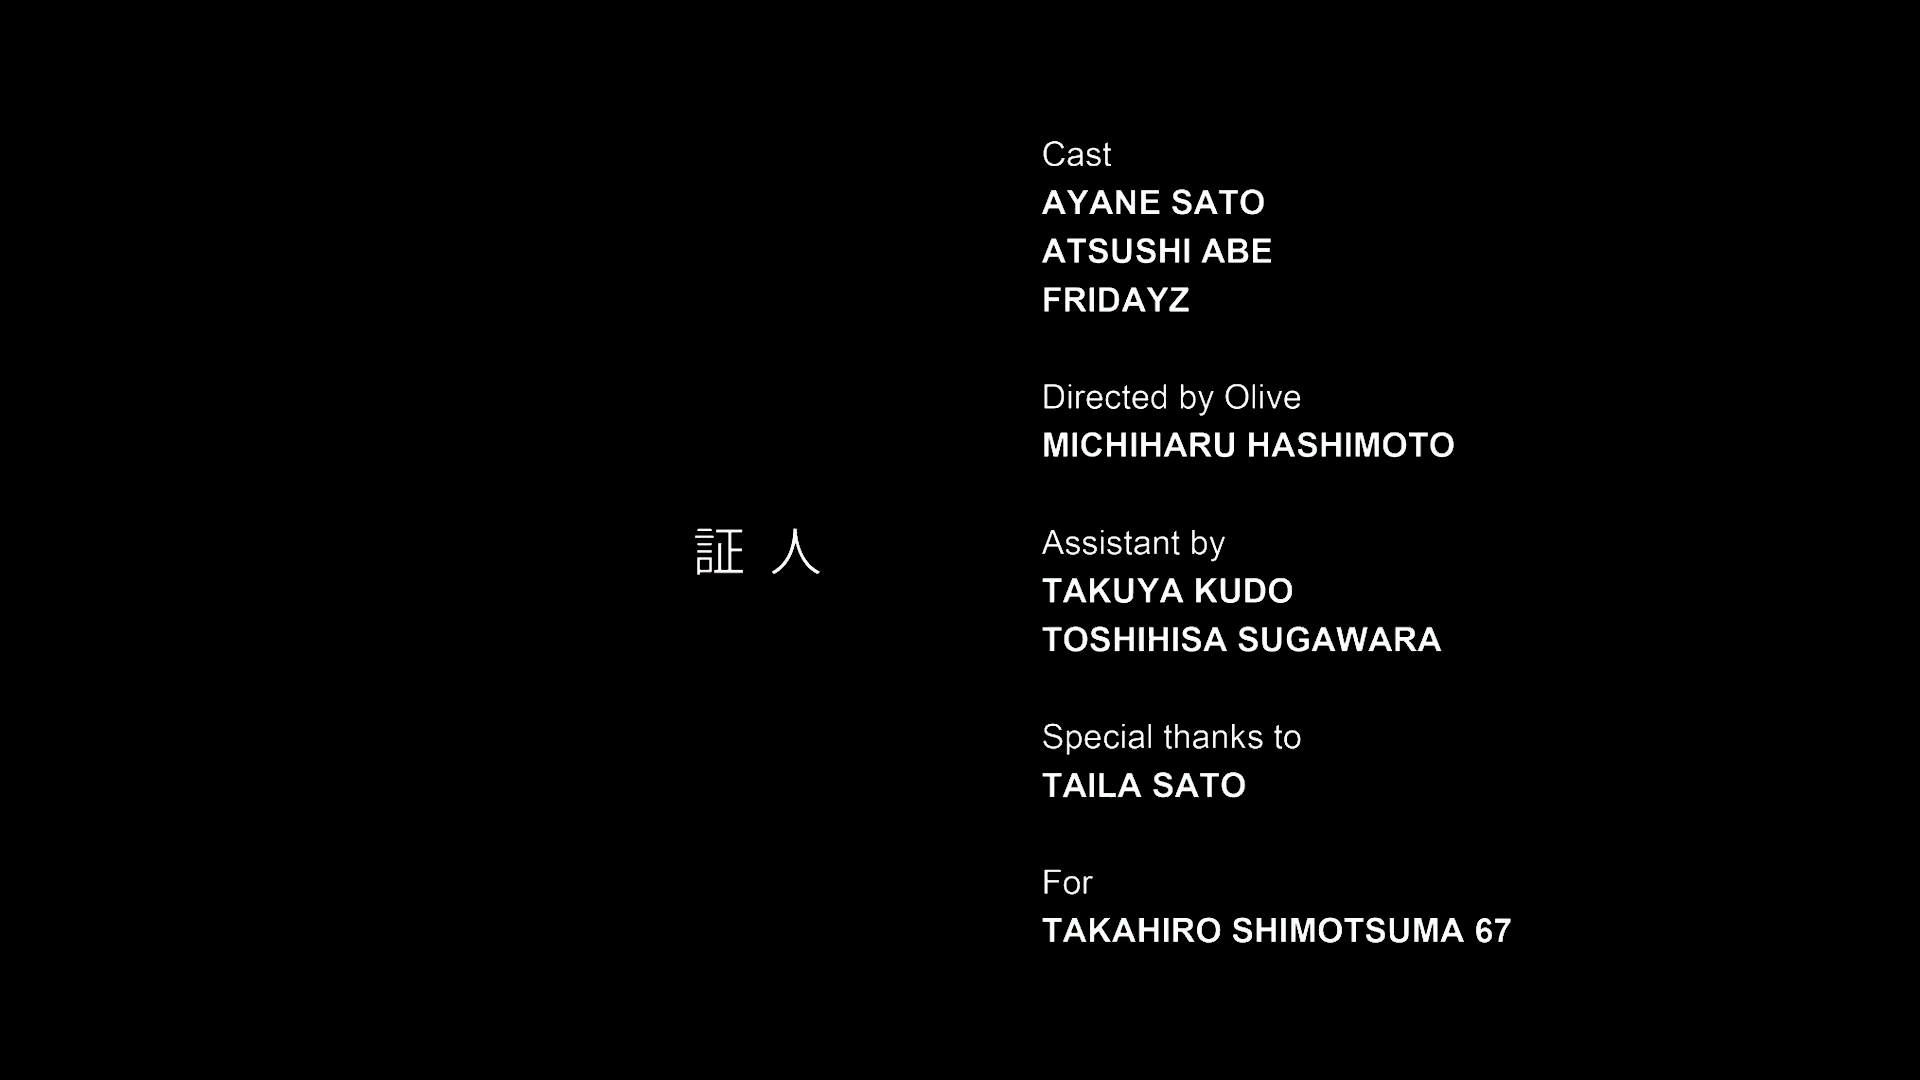 証人
Cast
AYANE SATO
ATSUSHI ABE
FRIDAYZ
Directed by Olive
MICHIHARU HASHIMOTO
Assistant by
TAKUYA KUDO
TOSHIHISA SUGAWARA
Special thanks to
TAILA SATO
For
TAKAHIRO SHIMOTSUMA 67